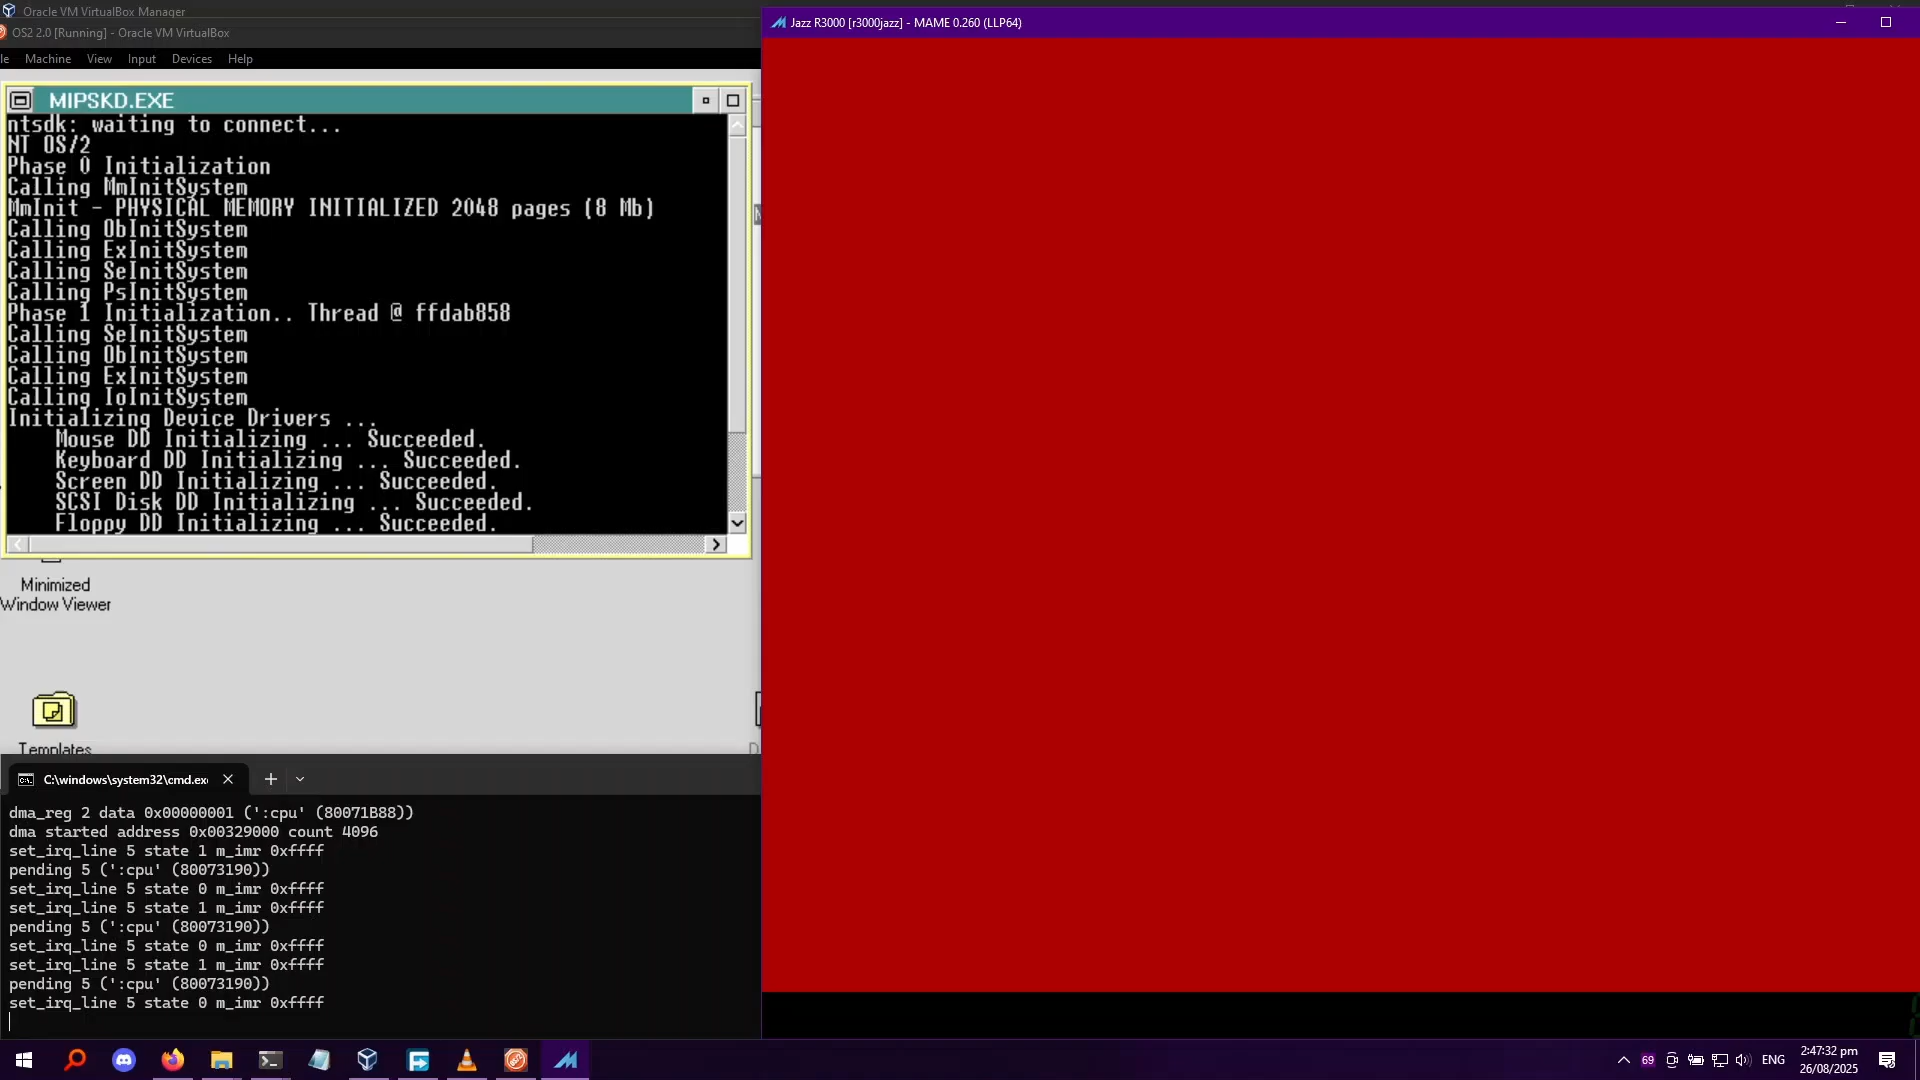 Oracle VM VirtualBox Manager
OS2 2.0 [Running] - Oracle VM VirtualBox
Machine View Input Devices Help
MIPSKD.EXE
ntsdk: waiting to connect...
NT OS/2
Phase 0 Initialization
Calling MmInitSystem
MmInit - PHYSICAL MEMORY INITIALIZED 2048 pages (8 Mb)
Calling ObInitSystem
Calling ExInitSystem
Calling SeInitSystem
Calling PsInitSystem
Phase 1 Initialization.. Thread @ ffdab858
Calling SeInitSystem
Calling ObInitSystem
Calling ExInitSystem
Calling IoInitSystem
Initializing Device Drivers ...
Mouse DD Initializing ... Succeeded.
Keyboard DD Initializing ... Succeeded.
Screen DD Initializing ... Succeeded.
SCSI Disk DD Initializing ... Succeeded.
Floppy DD Initializing ... Succeeded.
Minimized
Window Viewer
Templates
C:\windows\system32\cmd.exe
dma_reg 2 data 0x00000001 (':cpu' (80071B88))
dma started address 0x00329000 count 4096
set_irq_line 5 state 1 m_imr 0xffff
pending 5 (':cpu' (80073190))
set_irq_line 5 state 0 m_imr 0xffff
set_irq_line 5 state 1 m_imr 0xffff
pending 5 (':cpu' (80073190))
set_irq_line 5 state 0 m_imr 0xffff
set_irq_line 5 state 1 m_imr 0xffff
pending 5 (':cpu' (80073190))
set_irq_line 5 state 0 m_imr 0xffff
Jazz R3000 [r3000jazz] - MAME 0.260 (LLP64)
69
ENG
2:47:32 pm
26/08/2025